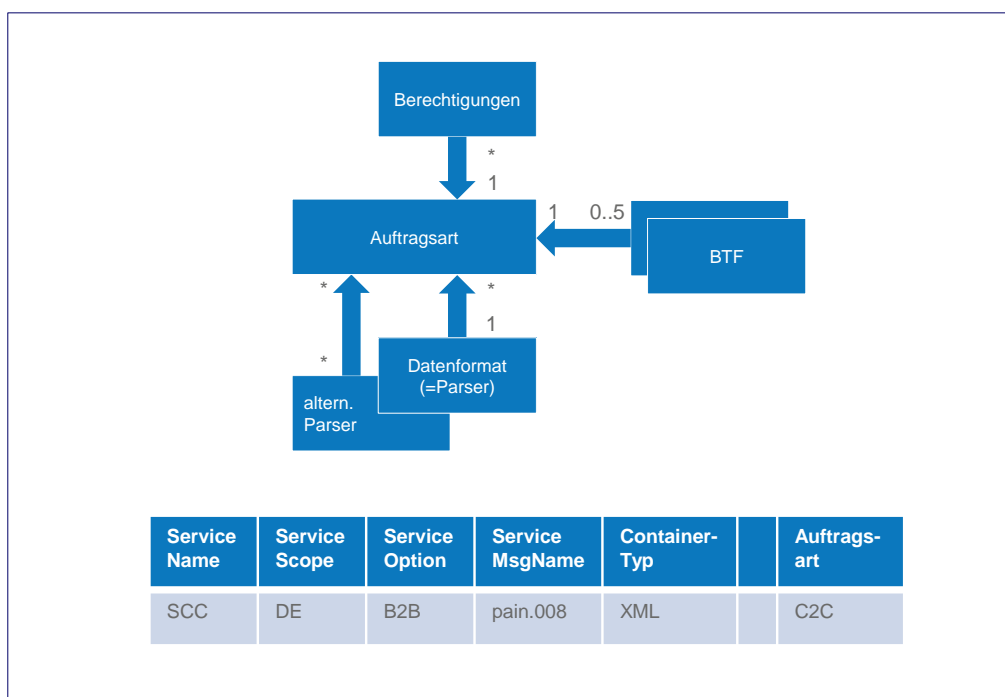 Berechtigungen
*
1
Auftragsart
1 0..5
BTF
* *
1
*
Datenformat
(=Parser)
altern.
Parser
Service Name Service Scope Service Option Service MsgName Container-Typ Auftrags-art
SCC DE B2B pain.008 XML C2C